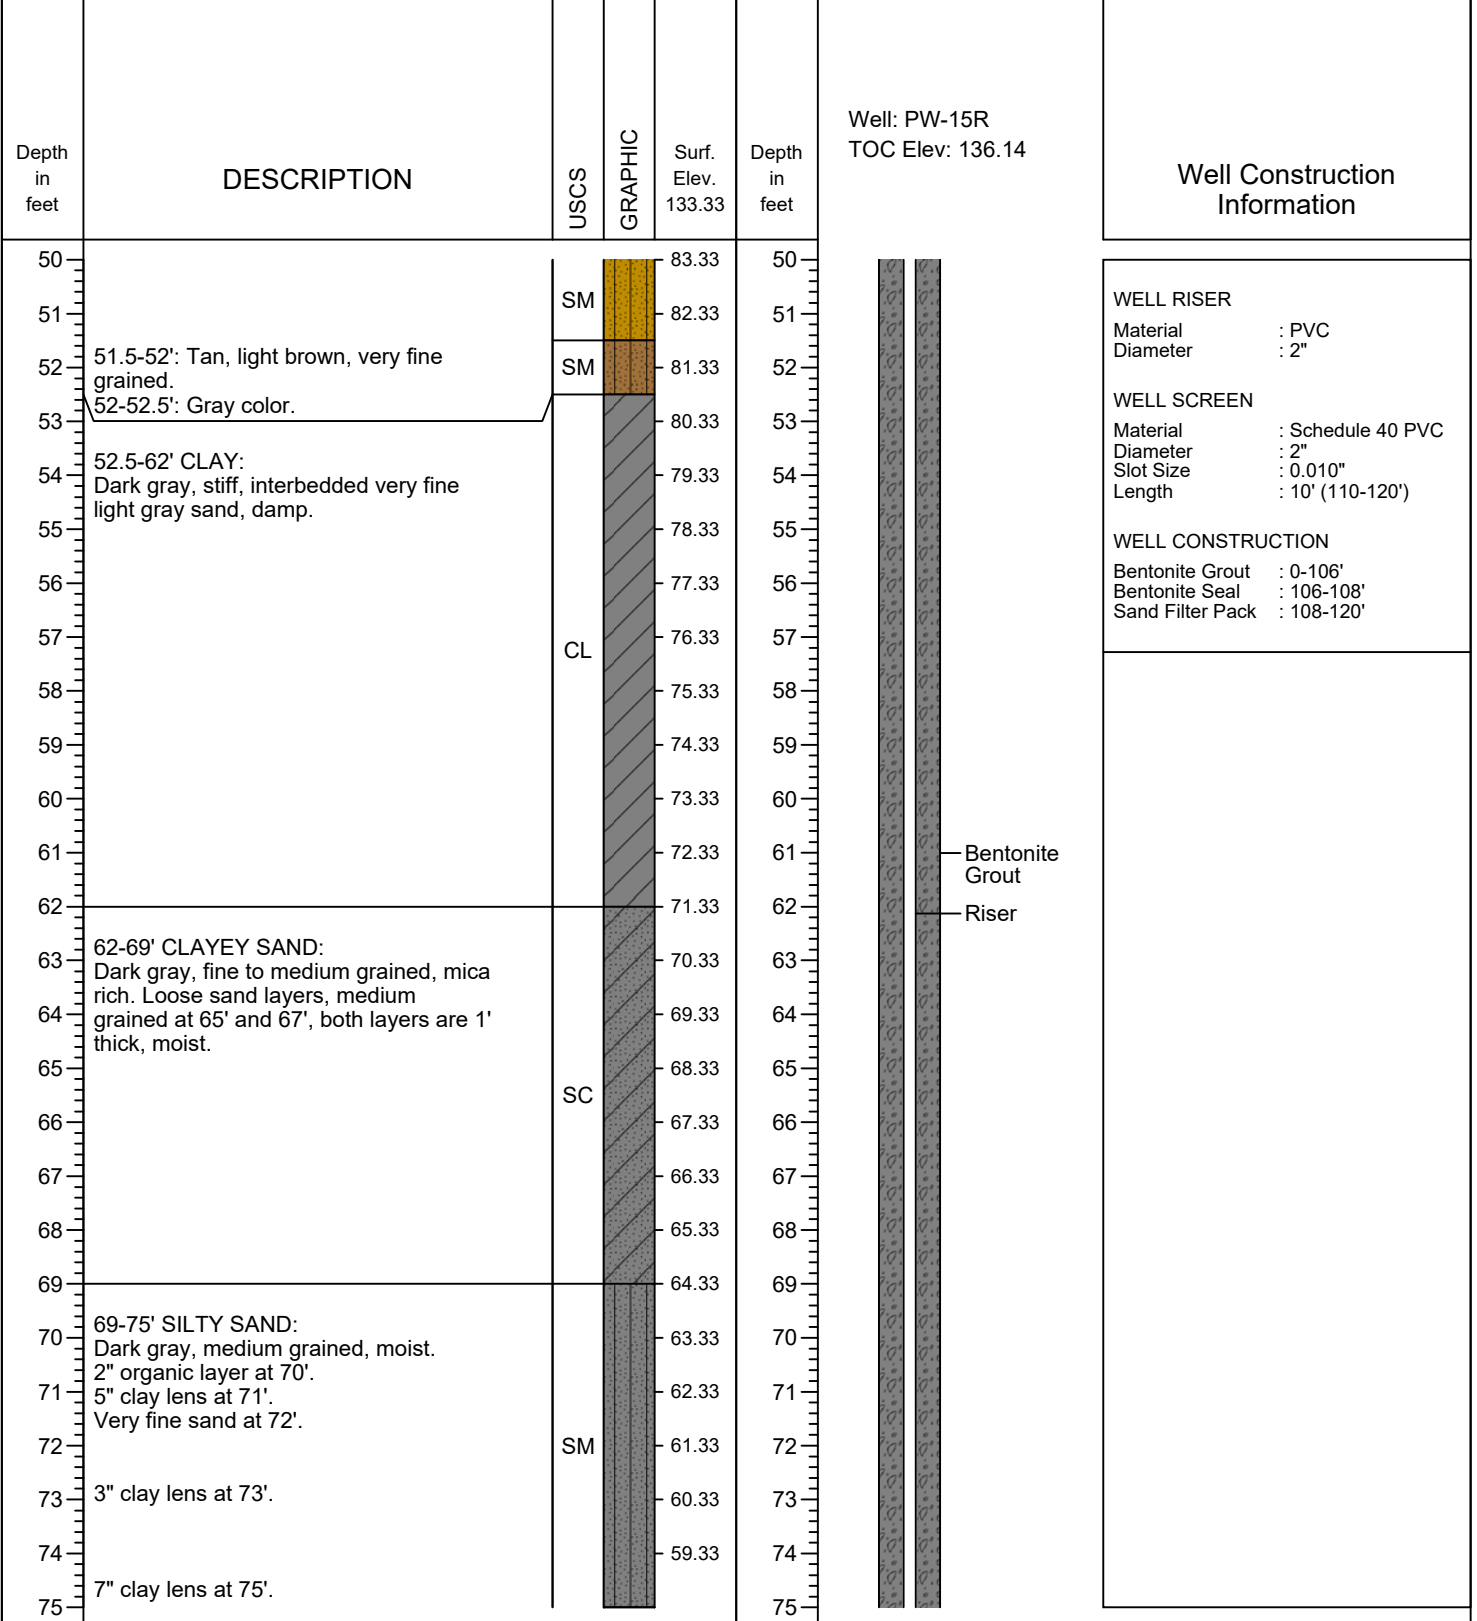 Depth
in
feet
DESCRIPTION
USCS
GRAPHIC
Surf.
Elev.
133.33
Depth
in
feet
Well: PW-15R
TOC Elev: 136.14
Well Construction
Information
50
51
52
53
54
55
56
57
58
59
60
61
62
63
64
65
66
67
68
69
70
71
72
73
74
75
51.5-52': Tan, light brown, very fine
grained.
52-52.5': Gray color.
52.5-62' CLAY:
Dark gray, stiff, interbedded very fine
light gray sand, damp.
62-69' CLAYEY SAND:
Dark gray, fine to medium grained, mica
rich. Loose sand layers, medium
grained at 65' and 67', both layers are 1'
thick, moist.
69-75' SILTY SAND:
Dark gray, medium grained, moist.
2" organic layer at 70'.
5" clay lens at 71'.
Very fine sand at 72'.
3" clay lens at 73'.
7" clay lens at 75'.
SM
SM
CL
SC
SM
83.33
82.33
81.33
80.33
79.33
78.33
77.33
76.33
75.33
74.33
73.33
72.33
71.33
70.33
69.33
68.33
67.33
66.33
65.33
64.33
63.33
62.33
61.33
60.33
59.33
50
51
52
53
54
55
56
57
58
59
60
61
62
63
64
65
66
67
68
69
70
71
72
73
74
75
Bentonite
Grout
Riser
WELL RISER
Material : PVC
Diameter : 2"
WELL SCREEN
Material : Schedule 40 PVC
Diameter : 2"
Slot Size : 0.010"
Length : 10' (110-120')
WELL CONSTRUCTION
Bentonite Grout : 0-106'
Bentonite Seal : 106-108'
Sand Filter Pack : 108-120'